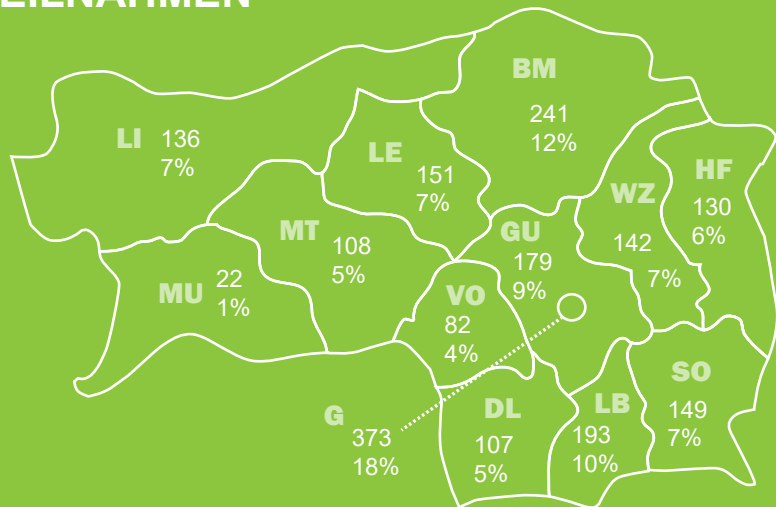 EILNAHMEN
BM
241
12%
LI 136
7%
LE
151
7%
HF
130
6%
WZ
142
7%
MT
108
5%
GU
179
9%
MU 22
1%
VO
82
4%
SO
149
7%
G
373
18%
DL
107
5%
LB
193
10%